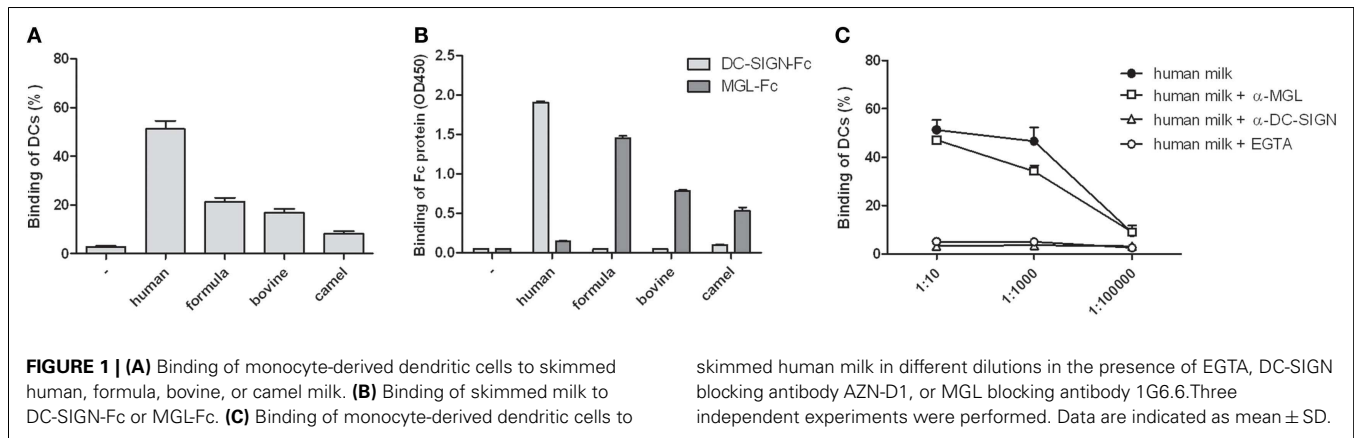 A
Binding of DCs (% )
80
60
40
20
0
-
human
formula
bovine
camel
B
Binding of Fc protein (OD450)
2.5
2.0
1.5
1.0
0.5
0.0
-
human
formula
bovine
camel
DC-SIGN-Fc
MGL-Fc
C
Binding of DCs (%)
80
60
40
20
0
1:10
1:1000
1:100000
human milk
human milk + α-MGL
human milk + α-DC-SIGN
human milk + EGTA
FIGURE 1 | (A) Binding of monocyte-derived dendritic cells to skimmed
human, formula, bovine, or camel milk. (B) Binding of skimmed milk to
DC-SIGN-Fc or MGL-Fc. (C) Binding of monocyte-derived dendritic cells to
skimmed human milk in different dilutions in the presence of EGTA, DC-SIGN
blocking antibody AZN-D1, or MGL blocking antibody 1G6.6.Three
independent experiments were performed. Data are indicated as mean ± SD.